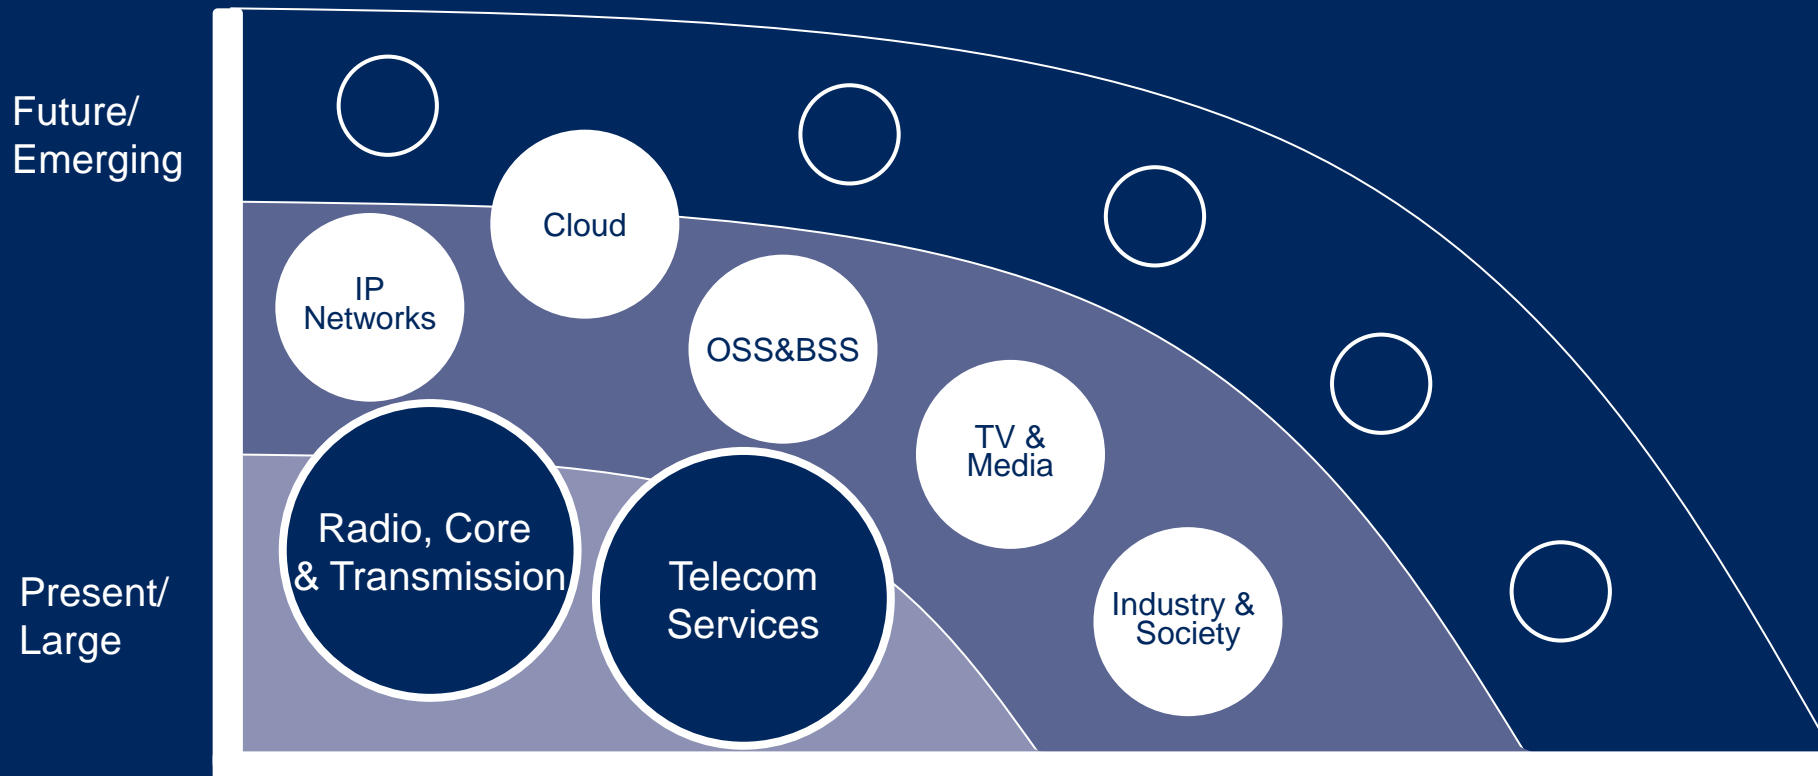 Future/
Emerging
Cloud
IP
Networks
OSS&BSS
TV &
Media
Radio, Core
& Transmission
Telecom
Services
Present/
Large
Industry &
Society